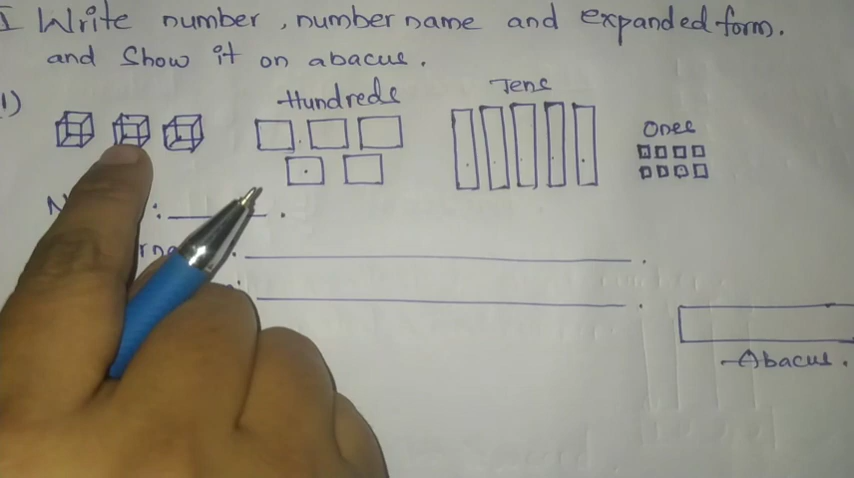 I Write number, number name and expanded form.
and Show it on abacus.
1)
Hundreds
Tens
Ones
:
Abacus.